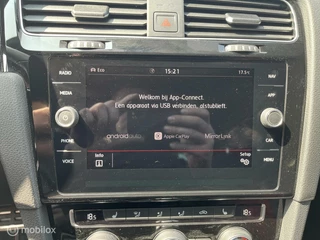 RADIO
MEDIA
PHONE
VOICE
Eco
15:21
17.5°
Welkom bij App-Connect.
Een apparaat via USB verbinden, alstublieft.
androidauto
Apple CarPlay
MirrorLink
Info
Setup
NAV
APP
CAR
MENU
18.5
18.5
© mobilox